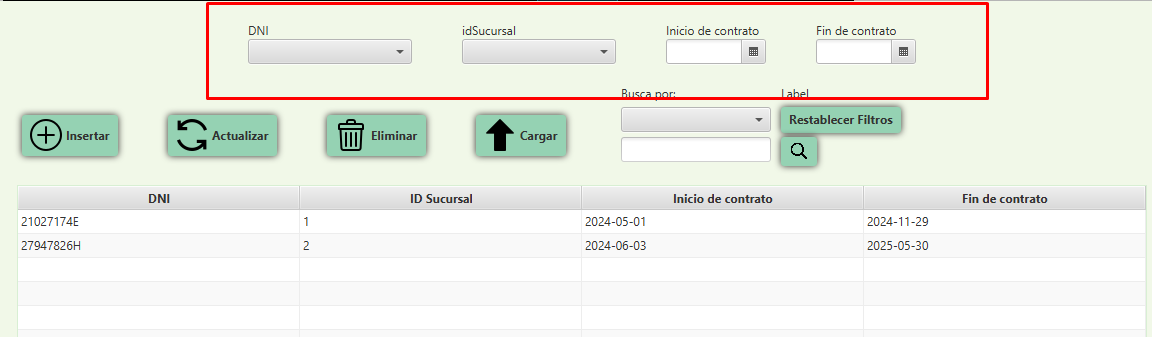 DNI idSucursal Inicio de contrato Fin de contrato
Busca por: Label
Insertar Actualizar Eliminar Cargar Restablecer Filtros
DNI ID Sucursal Inicio de contrato Fin de contrato
21027174E 1 2024-05-01 2024-11-29
27947826H 2 2024-06-03 2025-05-30